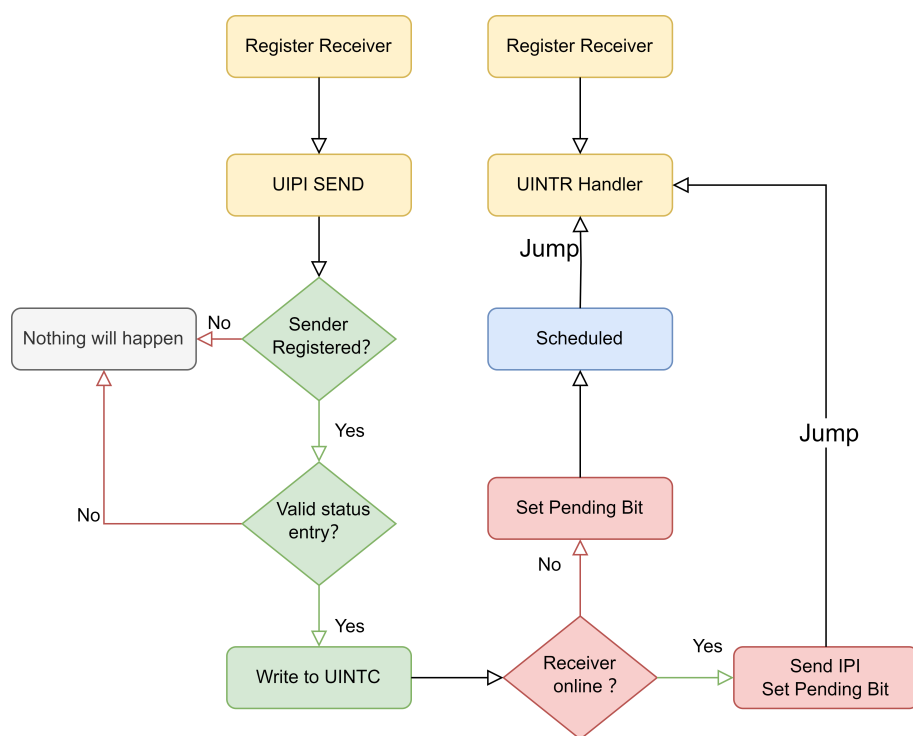 Register Receiver
Register Receiver
UIPI SEND
UINTR Handler
Jump
No
Sender
Registered?
Nothing will happen
Scheduled
Yes
Jump
Valid status
entry?
No
Set Pending Bit
No
Yes
Write to UINTC
Receiver
online ?
Yes
Send IPI
Set Pending Bit